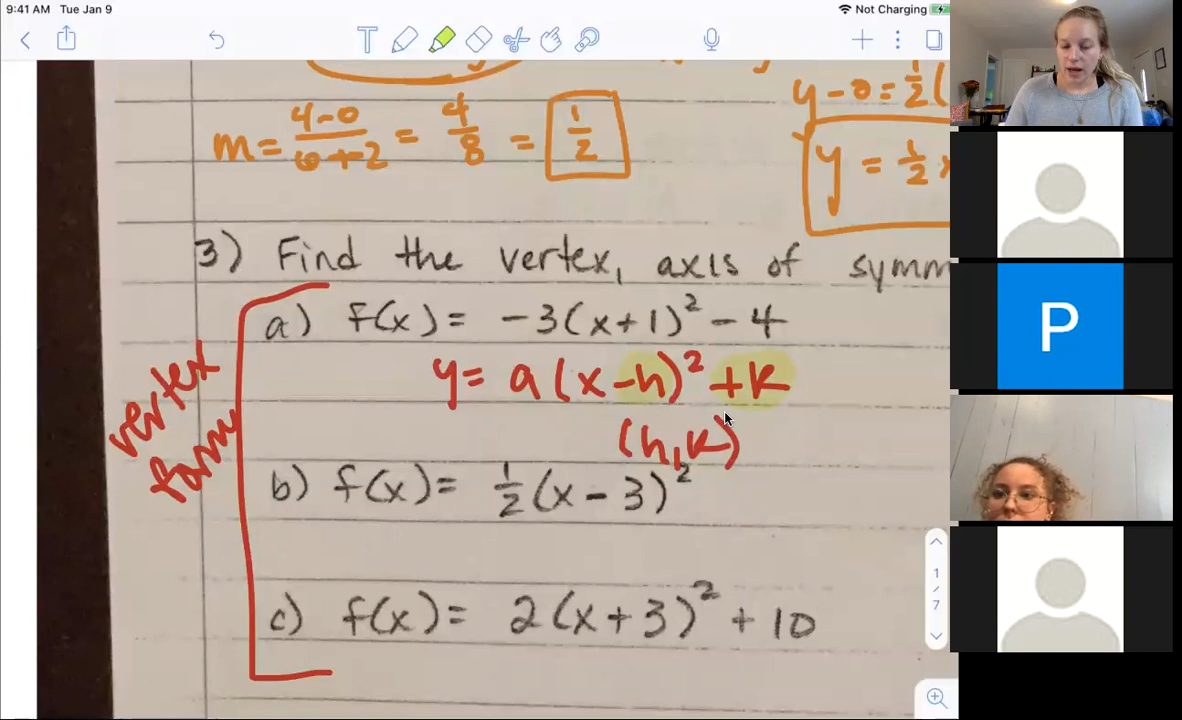 9:41 AM Tue Jan 9
Not Charging
y-0=½(
m= 4-0/6+2 = 4/8 = 1/2
y = ½x
3) Find the vertex, axis of symm
a) f(x)= -3(x+1)² - 4
y= a(x-h)² +k
(h,k)
vertex
form
b) f(x)= ½(x-3)²
c) f(x)= 2(x+3)² + 10
1
/
7
P